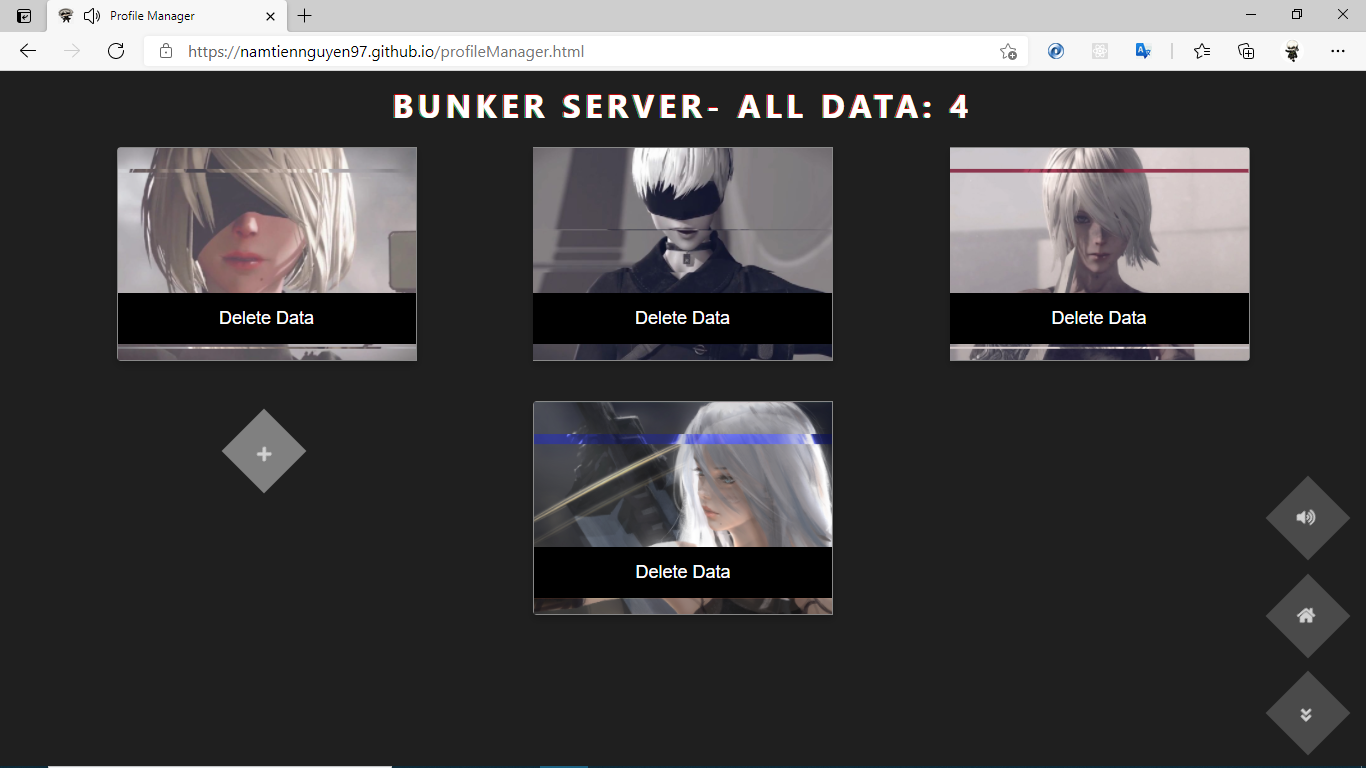 Profile Manager
https://namtiennguyen97.github.io/profileManager.html
BUNKER SERVER- ALL DATA: 4
Delete Data
Delete Data
Delete Data
Delete Data